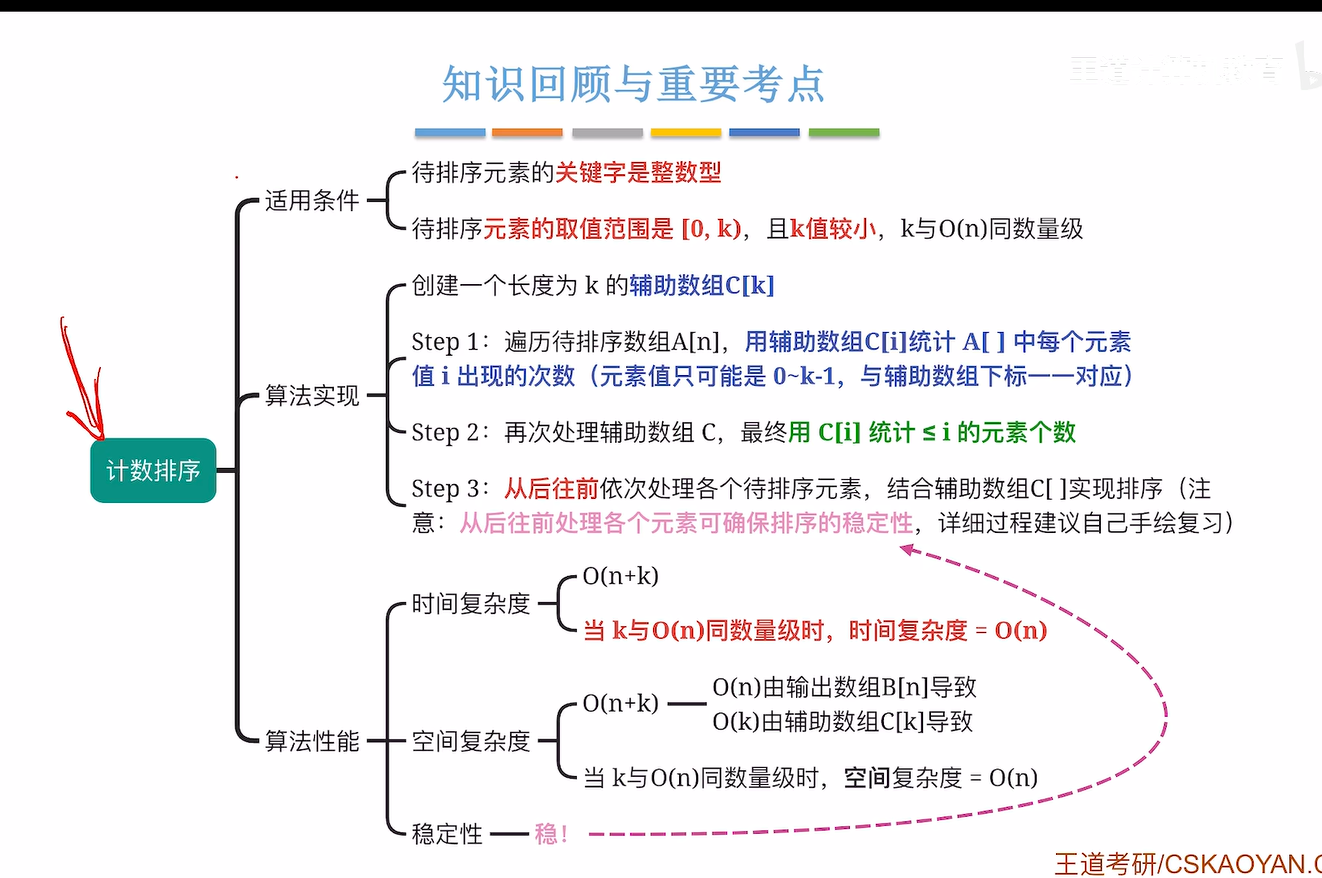 知识回顾与重要考点
待排序元素的关键字是整数型
适用条件
待排序元素的取值范围是 [0, k)，且k值较小，k与O(n)同数量级
创建一个长度为 k 的辅助数组C[k]
Step 1：遍历待排序数组A[n]，用辅助数组C[i]统计 A[ ] 中每个元素
值 i 出现的次数（元素值只可能是 0~k-1，与辅助数组下标一一对应）
算法实现
Step 2：再次处理辅助数组 C，最终用 C[i] 统计 ≤ i 的元素个数
计数排序
Step 3：从后往前依次处理各个待排序元素，结合辅助数组C[ ]实现排序（注
意：从后往前处理各个元素可确保排序的稳定性，详细过程建议自己手绘复习）
O(n+k)
时间复杂度
当 k与O(n)同数量级时，时间复杂度 = O(n)
O(n)由输出数组B[n]导致
O(n+k)
O(k)由辅助数组C[k]导致
算法性能
空间复杂度
当 k与O(n)同数量级时，空间复杂度 = O(n)
稳定性
稳！
王道考研/CSKAOYAN.C